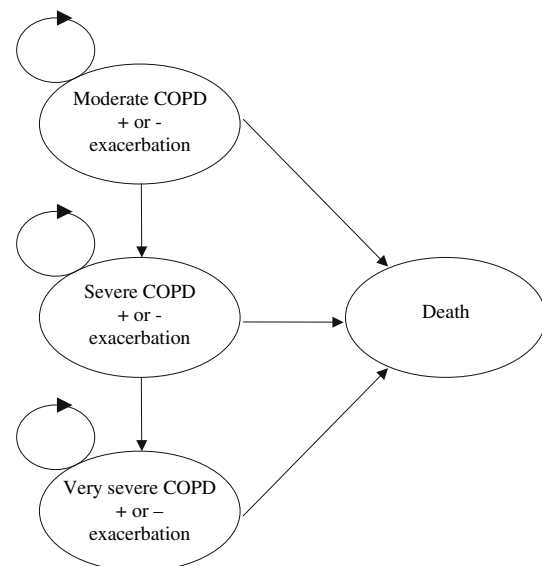 Moderate COPD
+ or -
exacerbation
Severe COPD
+ or -
exacerbation
Death
Very severe COPD
+ or –
exacerbation